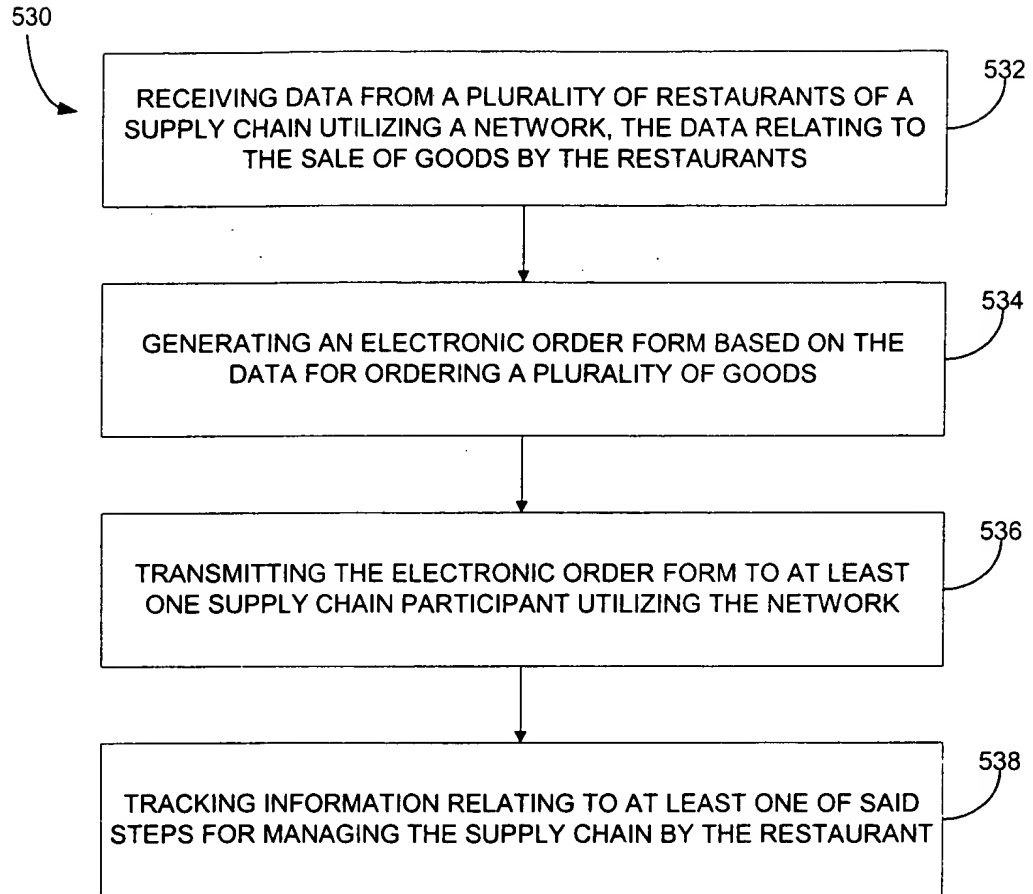 530
532
RECEIVING DATA FROM A PLURALITY OF RESTAURANTS OF A
SUPPLY CHAIN UTILIZING A NETWORK, THE DATA RELATING TO
THE SALE OF GOODS BY THE RESTAURANTS
534
GENERATING AN ELECTRONIC ORDER FORM BASED ON THE
DATA FOR ORDERING A PLURALITY OF GOODS
536
TRANSMITTING THE ELECTRONIC ORDER FORM TO AT LEAST
ONE SUPPLY CHAIN PARTICIPANT UTILIZING THE NETWORK
538
TRACKING INFORMATION RELATING TO AT LEAST ONE OF SAID
STEPS FOR MANAGING THE SUPPLY CHAIN BY THE RESTAURANT